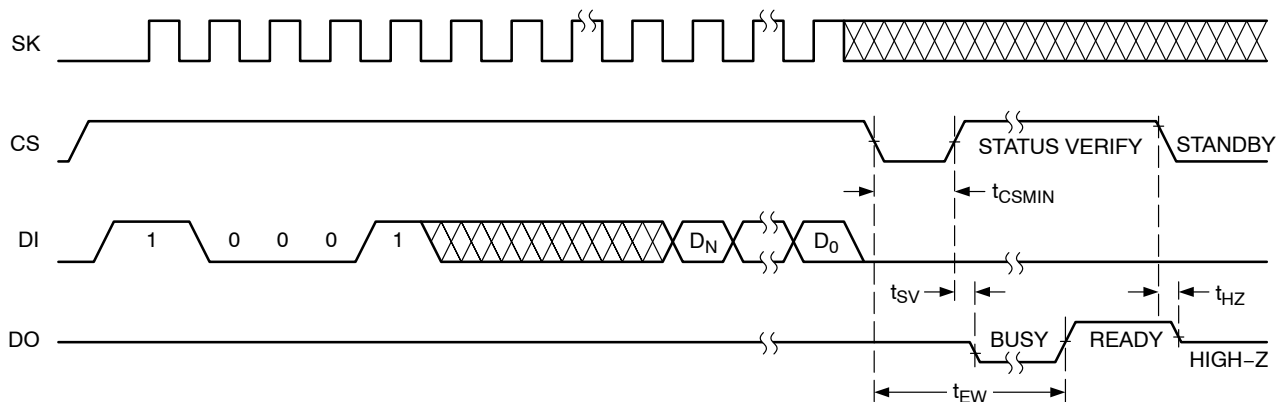 SK
CS
STATUS VERIFY
STANDBY
tCSMIN
DI
1
0
0
0
1
DN
D0
tSV
tHZ
DO
BUSY
READY
HIGH–Z
tEW